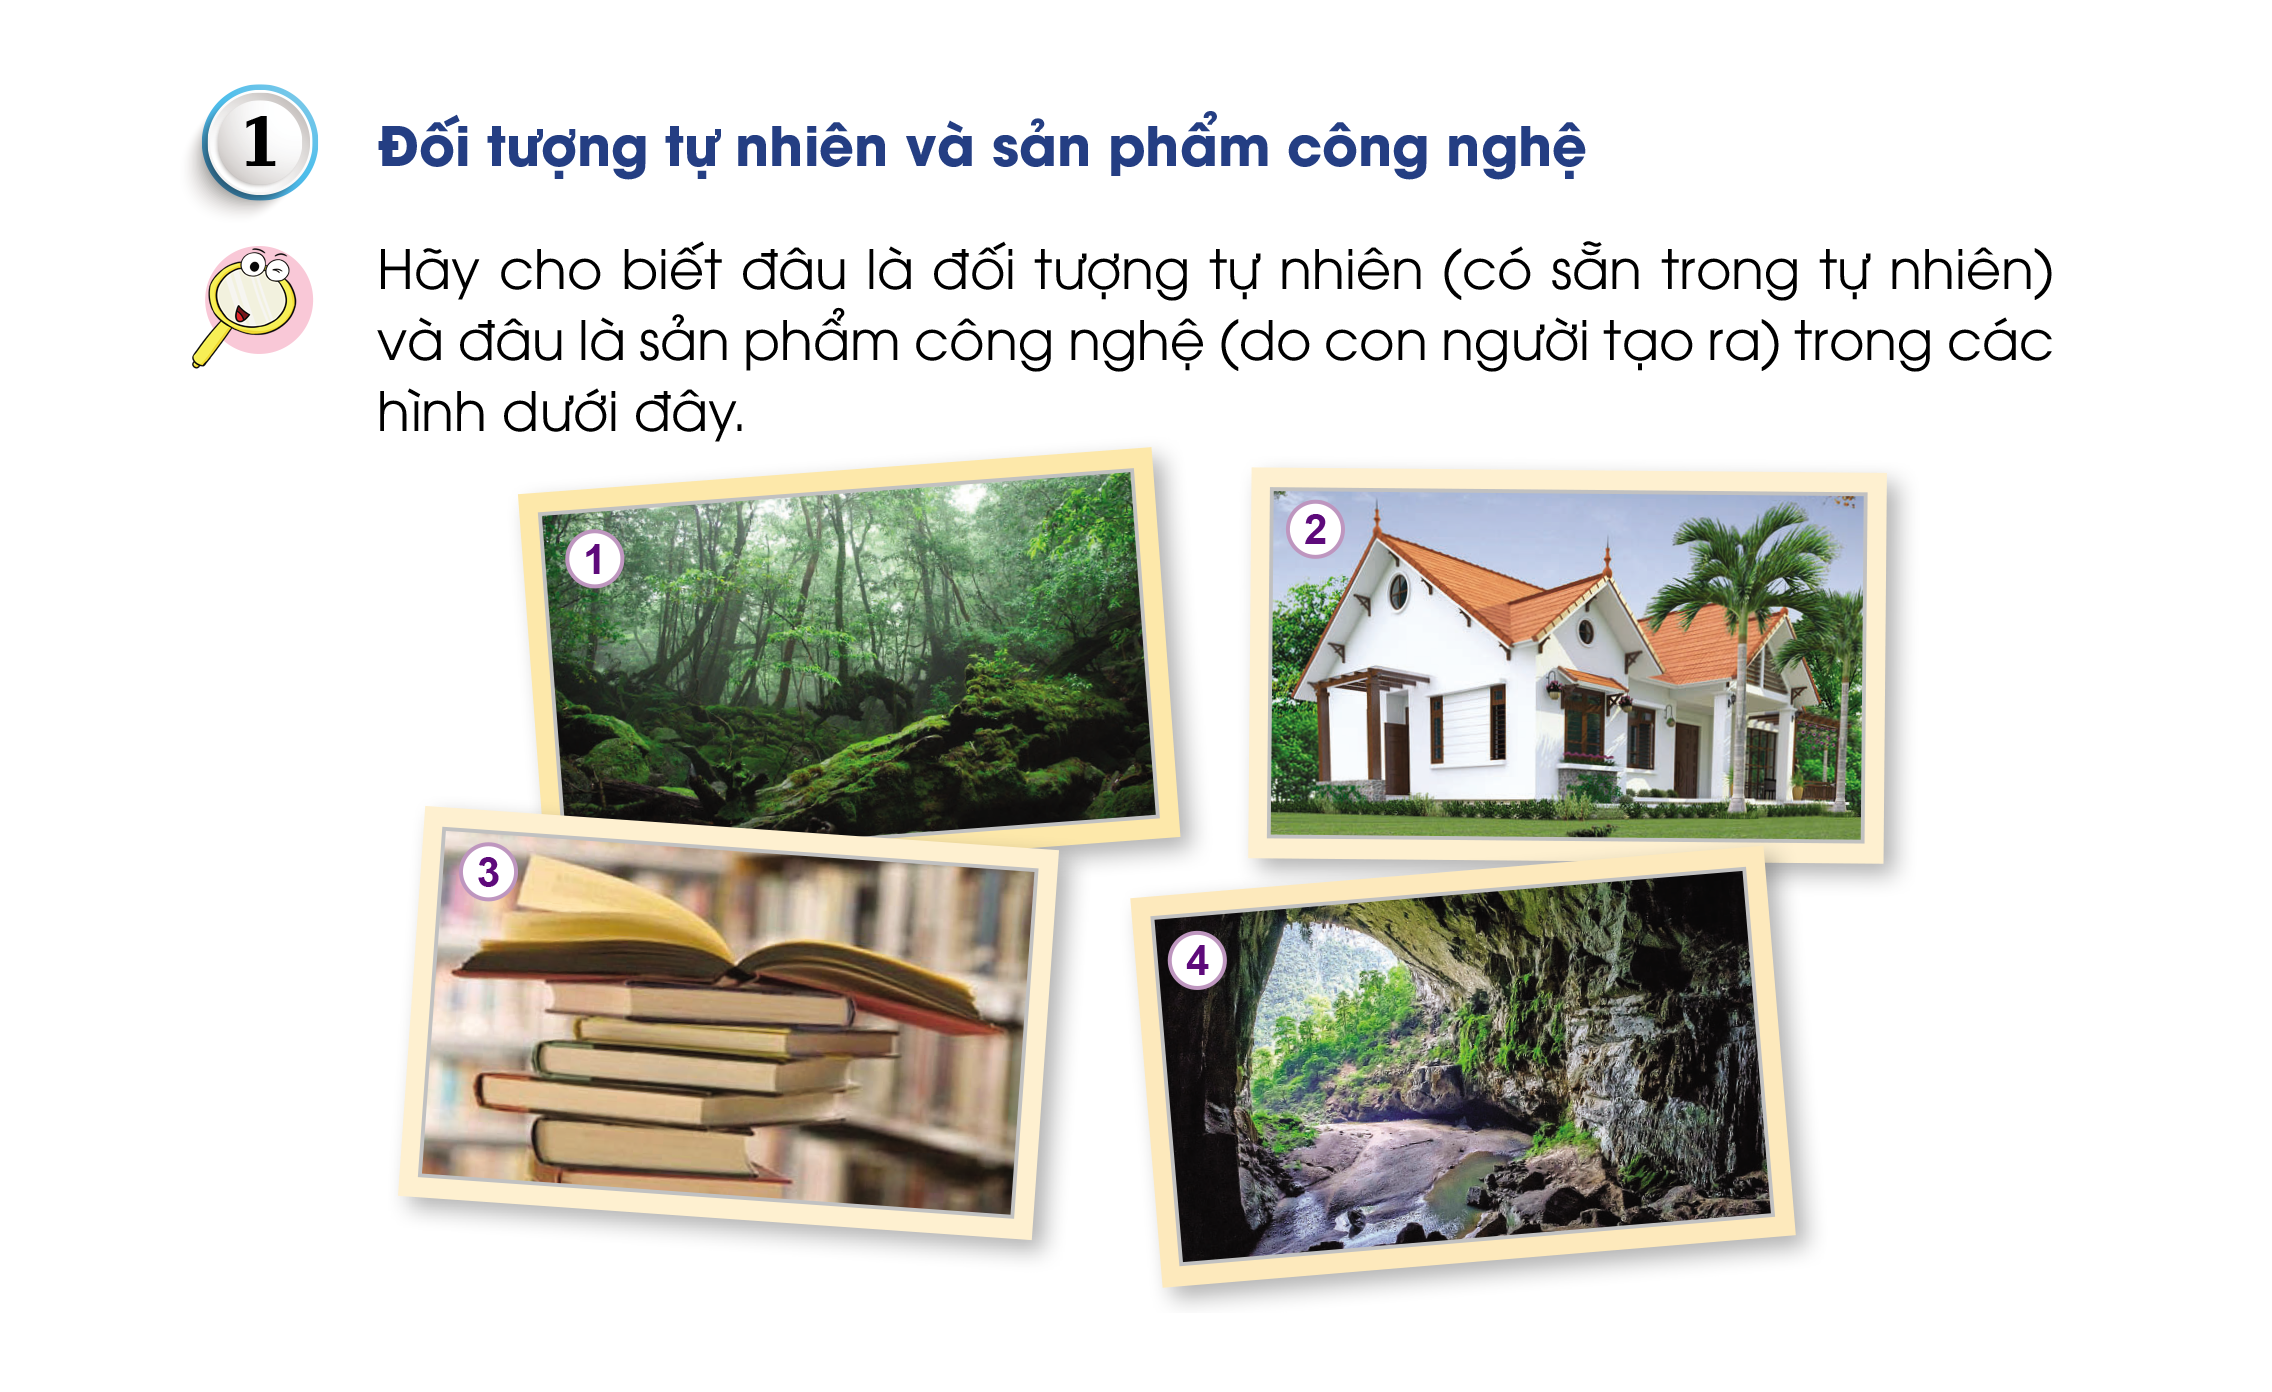 1
Đối tượng tự nhiên và sản phẩm công nghệ
Hãy cho biết đâu là đối tượng tự nhiên (có sẵn trong tự nhiên)
và đâu là sản phẩm công nghệ (do con người tạo ra) trong các
hình dưới đây.
1
2
3
4